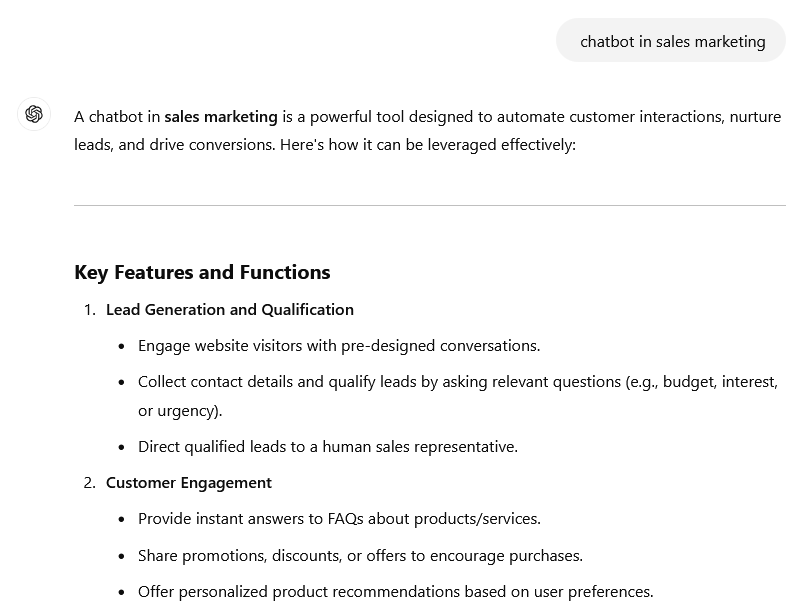 chatbot in sales marketing
A chatbot in sales marketing is a powerful tool designed to automate customer interactions, nurture
leads, and drive conversions. Here's how it can be leveraged effectively:
Key Features and Functions
1. Lead Generation and Qualification
• Engage website visitors with pre-designed conversations.
• Collect contact details and qualify leads by asking relevant questions (e.g., budget, interest,
or urgency).
• Direct qualified leads to a human sales representative.
2. Customer Engagement
• Provide instant answers to FAQs about products/services.
• Share promotions, discounts, or offers to encourage purchases.
• Offer personalized product recommendations based on user preferences.